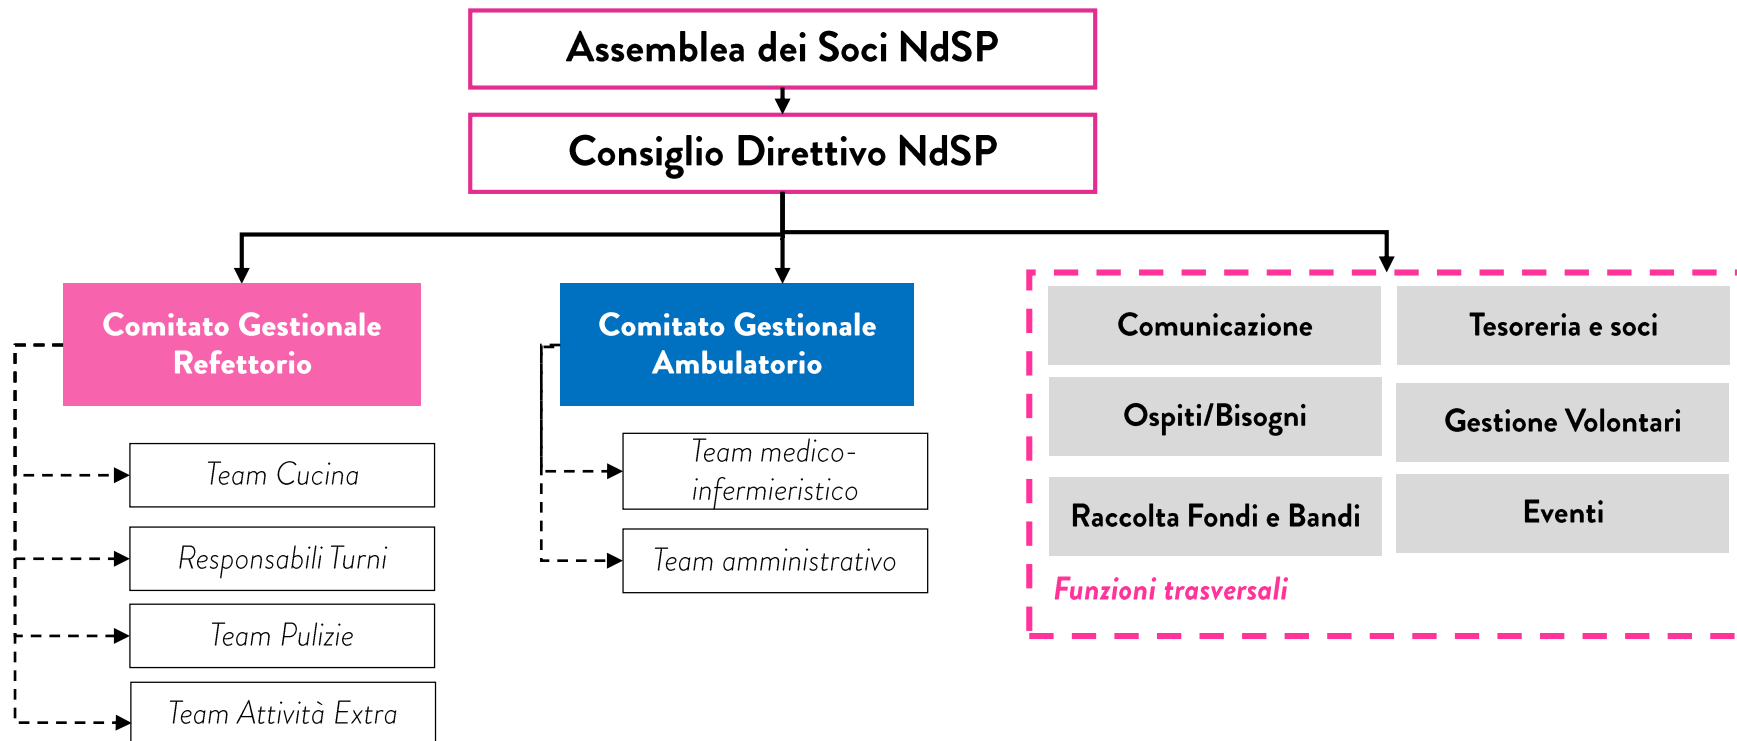 Assemblea dei Soci NdSP
Consiglio Direttivo NdSP
Comitato Gestionale
Refettorio
Team Cucina
Responsabili Turni
Team Pulizie
Team Attività Extra
Comitato Gestionale
Ambulatorio
Team medico-
infermieristico
Team amministrativo
Comunicazione
Tesoreria e soci
Ospiti/Bisogni
Gestione Volontari
Raccolta Fondi e Bandi
Eventi
Funzioni trasversali